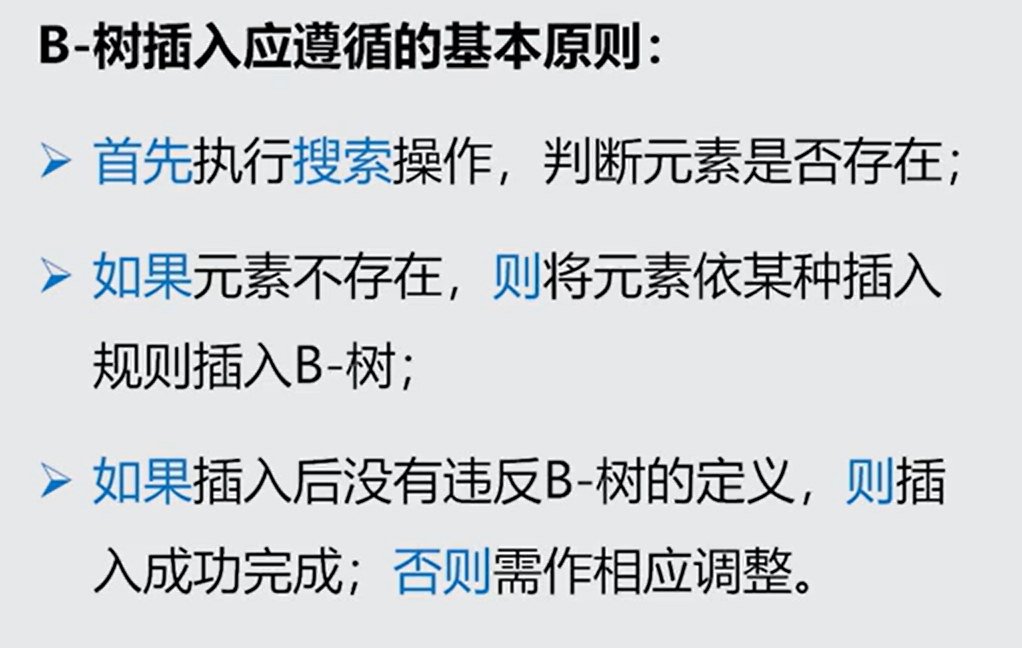 B-树插入应遵循的基本原则：
➢ 首先执行搜索操作，判断元素是否存在；
➢ 如果元素不存在，则将元素依某种插入
规则插入B-树；
➢ 如果插入后没有违反B-树的定义，则插
入成功完成；否则需作相应调整。